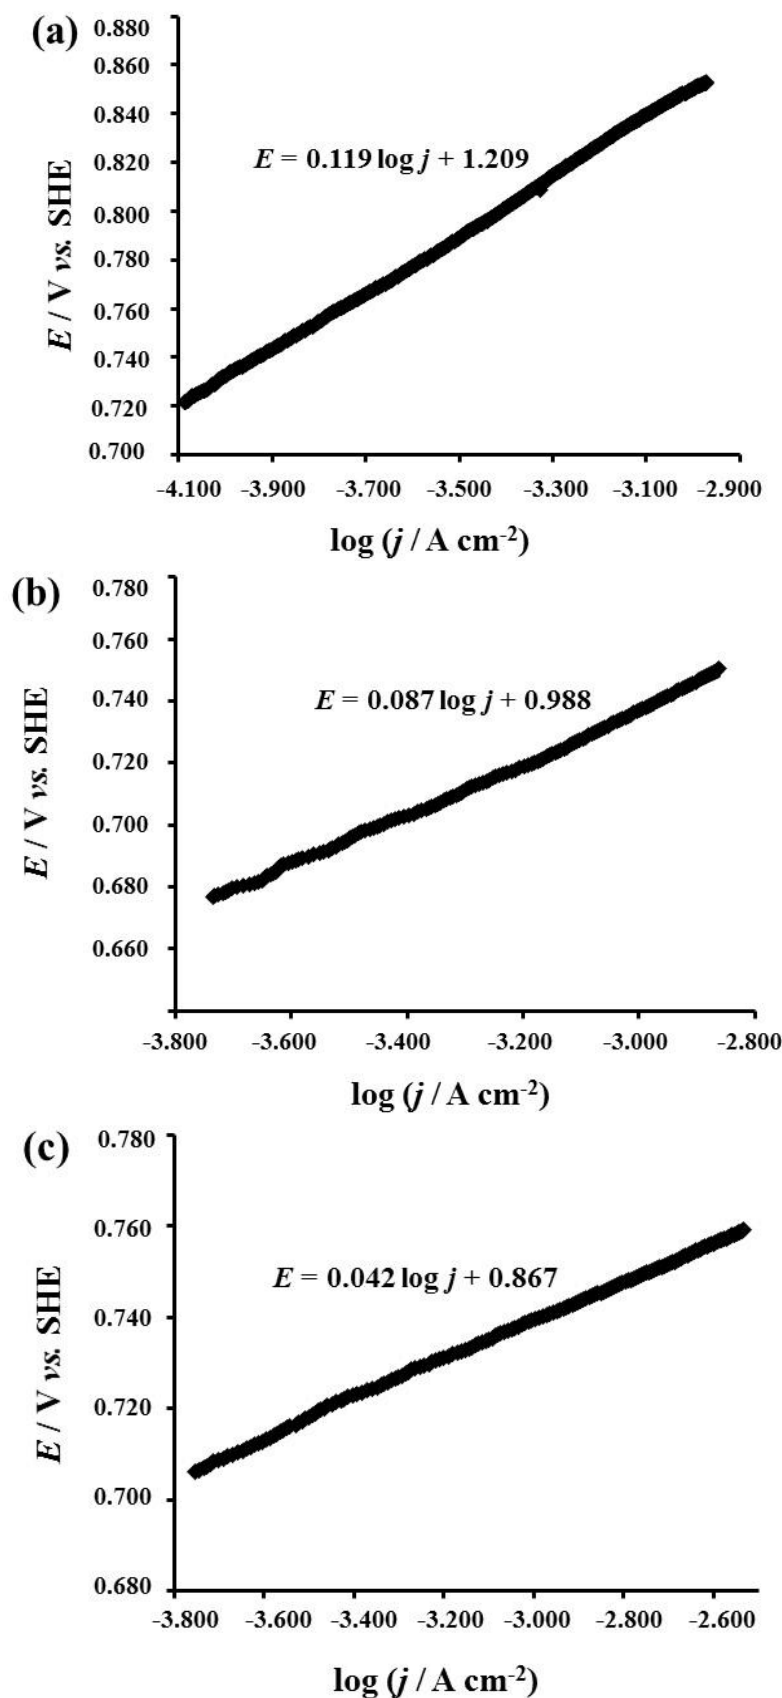 (a)
0.880
0.860
0.840
0.820
0.800
0.780
0.760
0.740
0.720
0.700
E / V vs. SHE
E = 0.119 log j + 1.209
-4.100 -3.900 -3.700 -3.500 -3.300 -3.100 -2.900
log (j / A cm-2)
(b)
0.780
0.760
0.740
0.720
0.700
0.680
0.660
E / V vs. SHE
E = 0.087 log j + 0.988
-3.800 -3.600 -3.400 -3.200 -3.000 -2.800
log (j / A cm-2)
(c)
0.780
0.760
0.740
0.720
0.700
0.680
E / V vs. SHE
E = 0.042 log j + 0.867
-3.800 -3.600 -3.400 -3.200 -3.000 -2.800 -2.600
log (j / A cm-2)